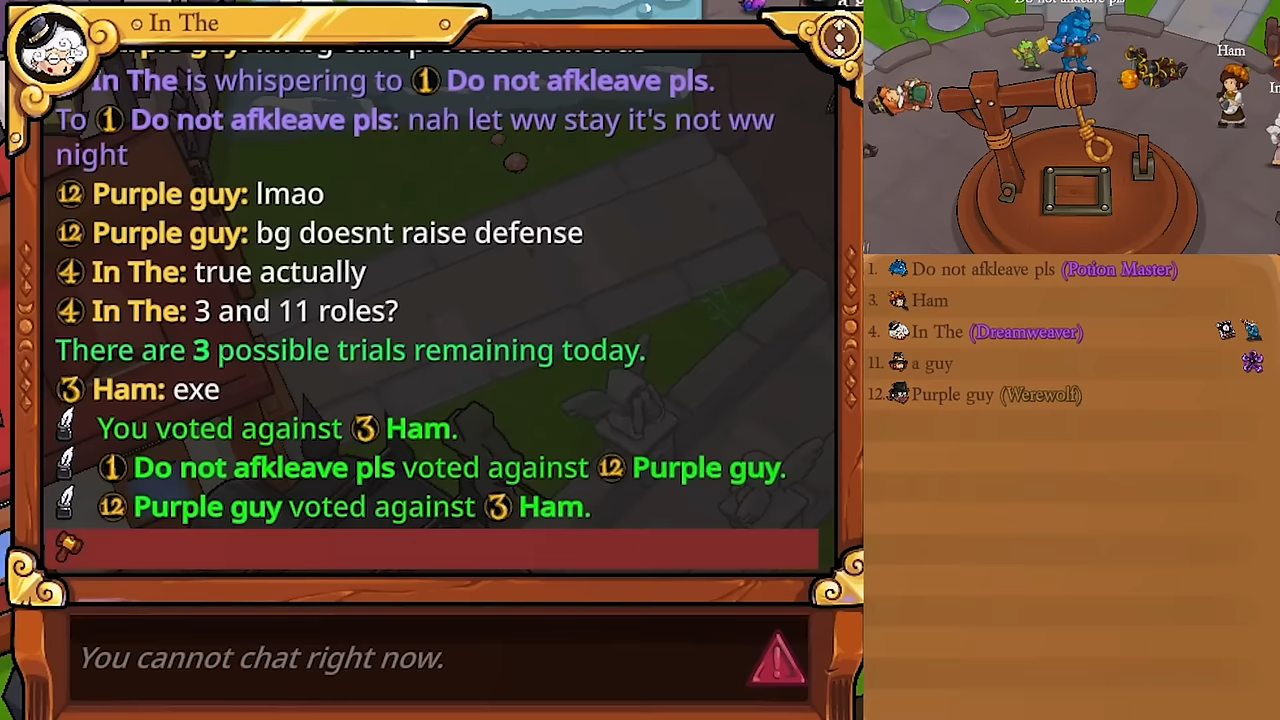 In The
In The is whispering to 1 Do not afkleave pls.
To 1 Do not afkleave pls: nah let ww stay it's not ww
night
12 Purple guy: lmao
12 Purple guy: bg doesnt raise defense
4 In The: true actually
4 In The: 3 and 11 roles?
There are 3 possible trials remaining today.
3 Ham: exe
You voted against 3 Ham.
1 Do not afkleave pls voted against 12 Purple guy.
12 Purple guy voted against 3 Ham.
You cannot chat right now.
Do not afkleave pls
Ham
In
1. Do not afkleave pls (Potion Master)
3. Ham
4. In The (Dreamweaver)
11. a guy
12. Purple guy (Werewolf)